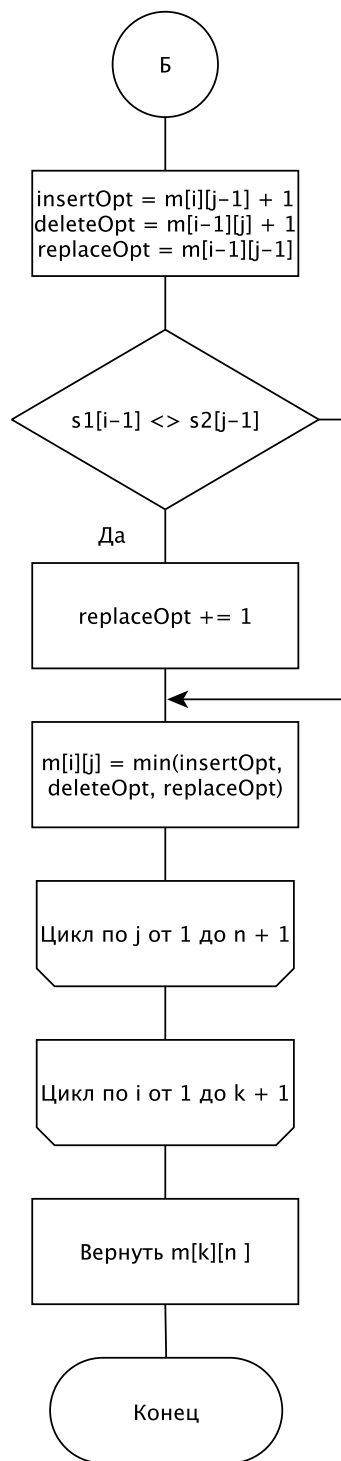 Б
insertOpt = m[i][j-1] + 1
deleteOpt = m[i-1][j] + 1
replaceOpt = m[i-1][j-1]
s1[i-1] <> s2[j-1]
Да
replaceOpt += 1
m[i][j] = min(insertOpt,
deleteOpt, replaceOpt)
Цикл по j от 1 до n + 1
Цикл по i от 1 до k + 1
Вернуть m[k][n ]
Конец